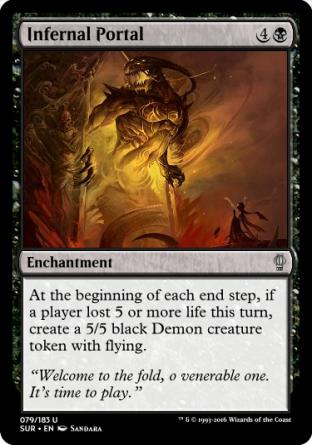 Infernal Portal 4
Enchantment
At the beginning of each end step, if
a player lost 5 or more life this turn,
create a 5/5 black Demon creature
token with flying.
“Welcome to the fold, o venerable one.
It’s time to play.”
079/183 U
SUR • EN Sandara
™ & © 1993-2016 Wizards of the Coast